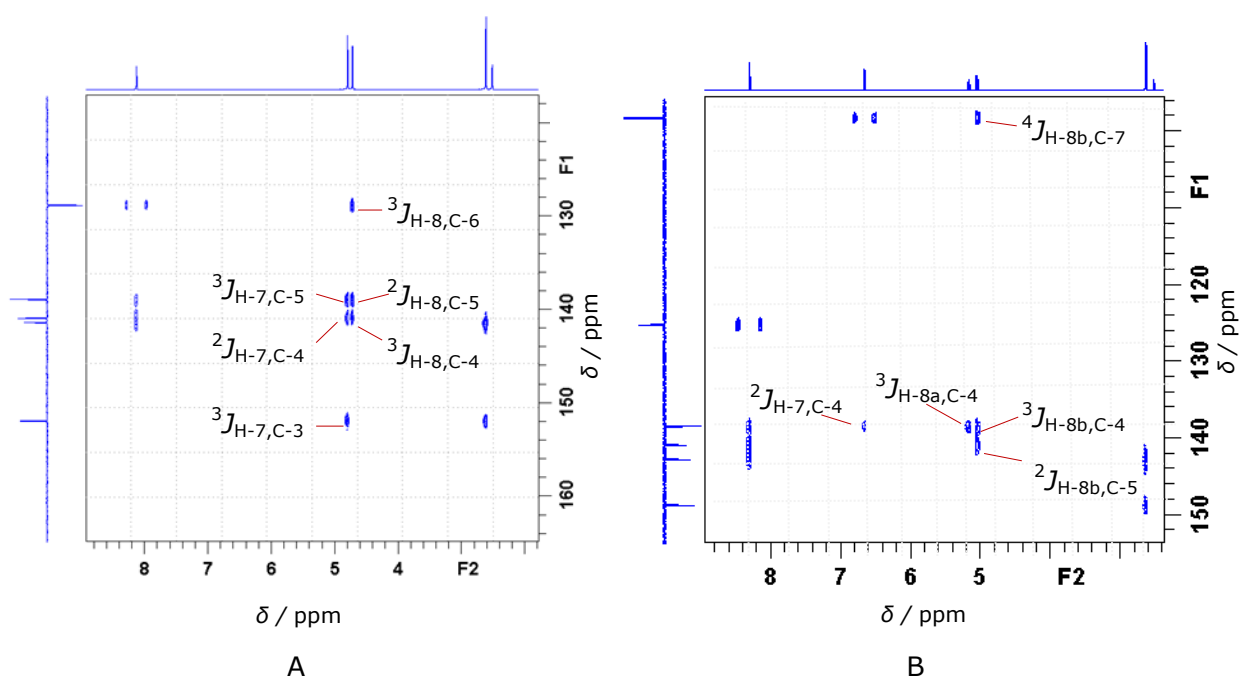 ³J H-8,C-6
³J H-7,C-5
²J H-8,C-5
²J H-7,C-4
³J H-8,C-4
³J H-7,C-3
F1
130
140
150
160
δ / ppm
8 7 6 5 4 F2
δ / ppm
A
⁴J H-8b,C-7
²J H-7,C-4
³J H-8a,C-4
³J H-8b,C-4
²J H-8b,C-5
F1
120
130
140
150
δ / ppm
8 7 6 5 F2
δ / ppm
B